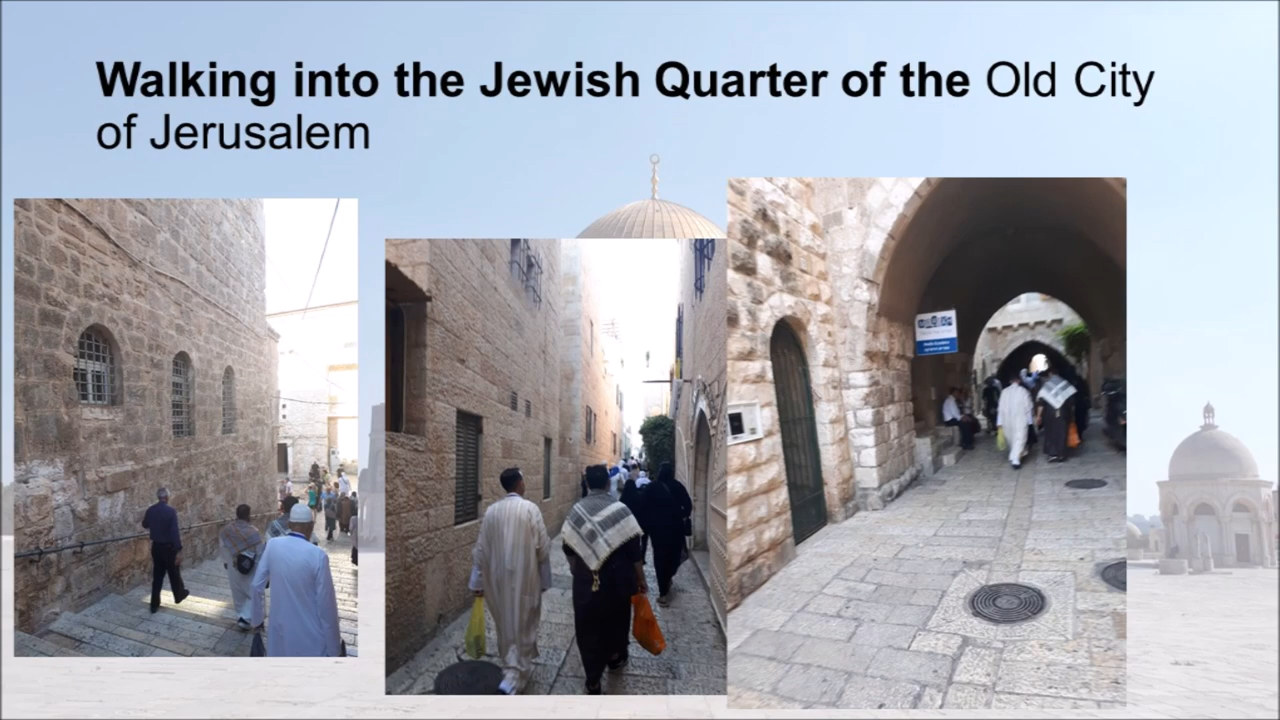 Walking into the Jewish Quarter of the Old City
of Jerusalem